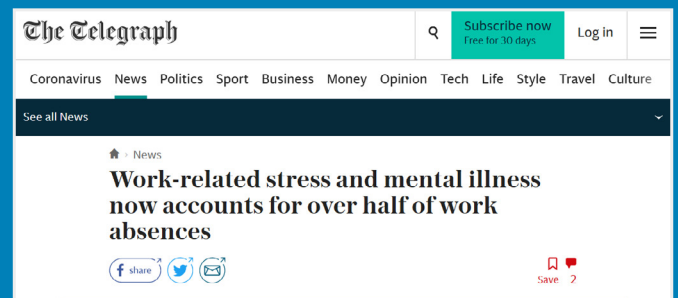 The Telegraph
Subscribe now
Free for 30 days
Log in
Coronavirus News Politics Sport Business Money Opinion Tech Life Style Travel Culture
See all News
› News
Work-related stress and mental illness
now accounts for over half of work
absences
share
Save 2